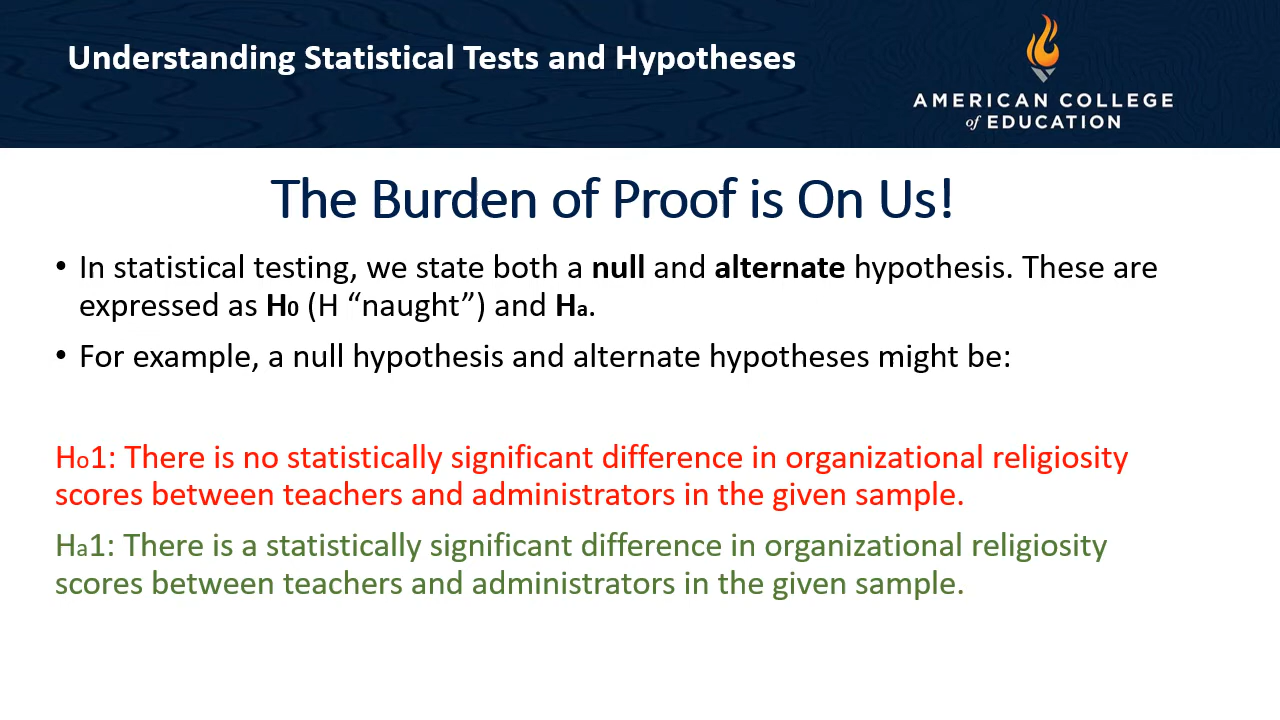 Understanding Statistical Tests and Hypotheses
AMERICAN COLLEGE
of EDUCATION
The Burden of Proof is On Us!
• In statistical testing, we state both a null and alternate hypothesis. These are
expressed as H0 (H “naught”) and Ha.
• For example, a null hypothesis and alternate hypotheses might be:
Ho1: There is no statistically significant difference in organizational religiosity
scores between teachers and administrators in the given sample.
Ha1: There is a statistically significant difference in organizational religiosity
scores between teachers and administrators in the given sample.